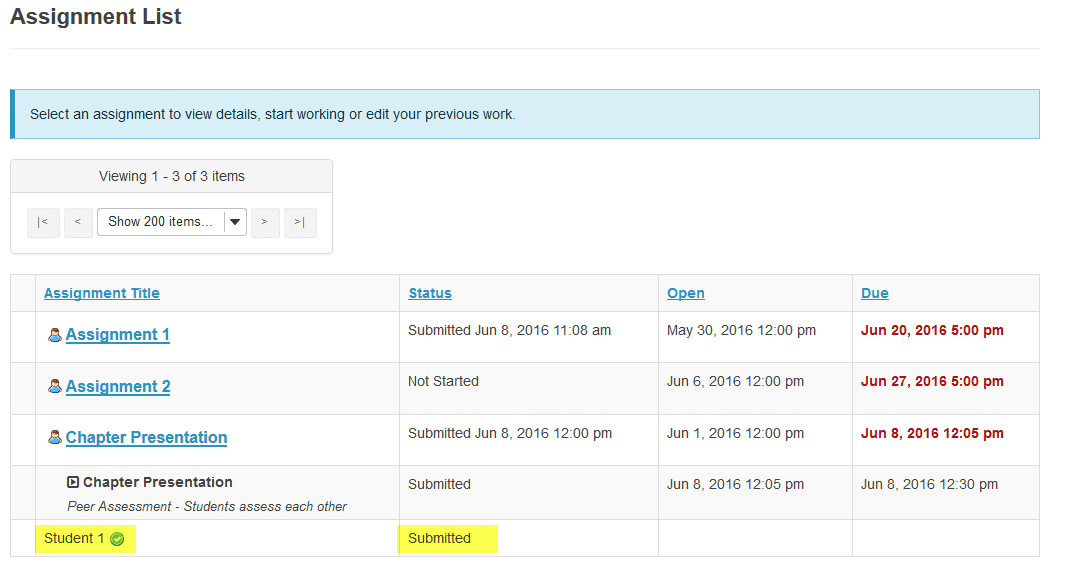 Assignment List
Select an assignment to view details, start working or edit your previous work.
Viewing 1 - 3 of 3 items
|< < Show 200 items... > >|
Assignment Title Status Open Due
Assignment 1 Submitted Jun 8, 2016 11:08 am May 30, 2016 12:00 pm Jun 20, 2016 5:00 pm
Assignment 2 Not Started Jun 6, 2016 12:00 pm Jun 27, 2016 5:00 pm
Chapter Presentation Submitted Jun 8, 2016 12:00 pm Jun 1, 2016 12:00 pm Jun 8, 2016 12:05 pm
Chapter Presentation Submitted Jun 8, 2016 12:05 pm Jun 8, 2016 12:30 pm
Peer Assessment - Students assess each other
Student 1 Submitted